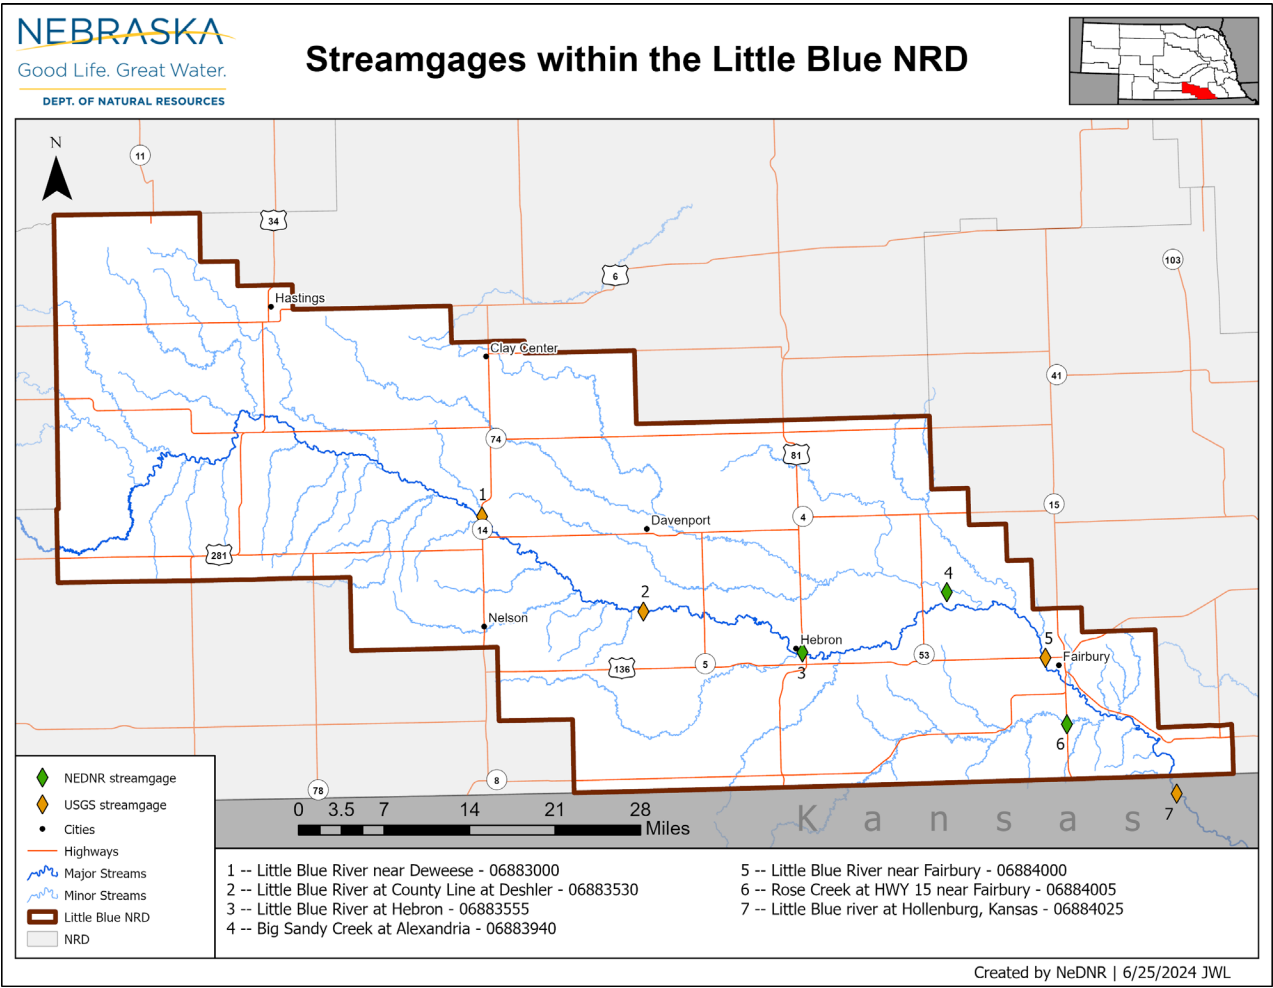 NEBRASKA
Good Life. Great Water.
DEPT. OF NATURAL RESOURCES
Streamgages within the Little Blue NRD
N
11
34
6
103
Hastings
Clay Center
41
74
81
1
15
4
Davenport
14
281
4
2
Nelson
Hebron
5
53
Fairbury
5
136
3
6
8
78
7
0 3.5 7 14 21 28
Miles
Kansas
NEDNR streamgage
USGS streamgage
Cities
Highways
Major Streams
Minor Streams
Little Blue NRD
NRD
1 -- Little Blue River near Deweese - 06883000
2 -- Little Blue River at County Line at Deshler - 06883530
3 -- Little Blue River at Hebron - 06883555
4 -- Big Sandy Creek at Alexandria - 06883940
5 -- Little Blue River near Fairbury - 06884000
6 -- Rose Creek at HWY 15 near Fairbury - 06884005
7 -- Little Blue river at Hollenburg, Kansas - 06884025
Created by NeDNR | 6/25/2024 JWL